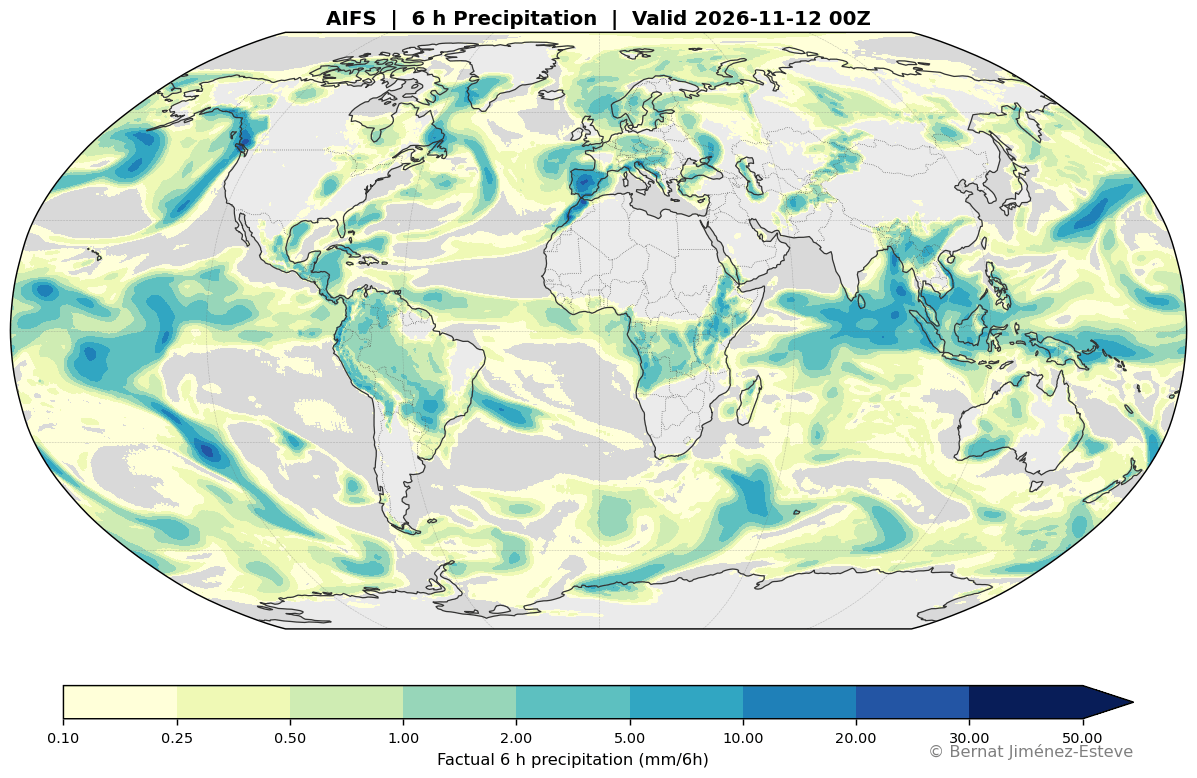 AIFS | 6 h Precipitation | Valid 2026-11-12 00Z
0.10 0.25 0.50 1.00 2.00 5.00 10.00 20.00 30.00 50.00
Factual 6 h precipitation (mm/6h)
© Bernat Jiménez-Esteve